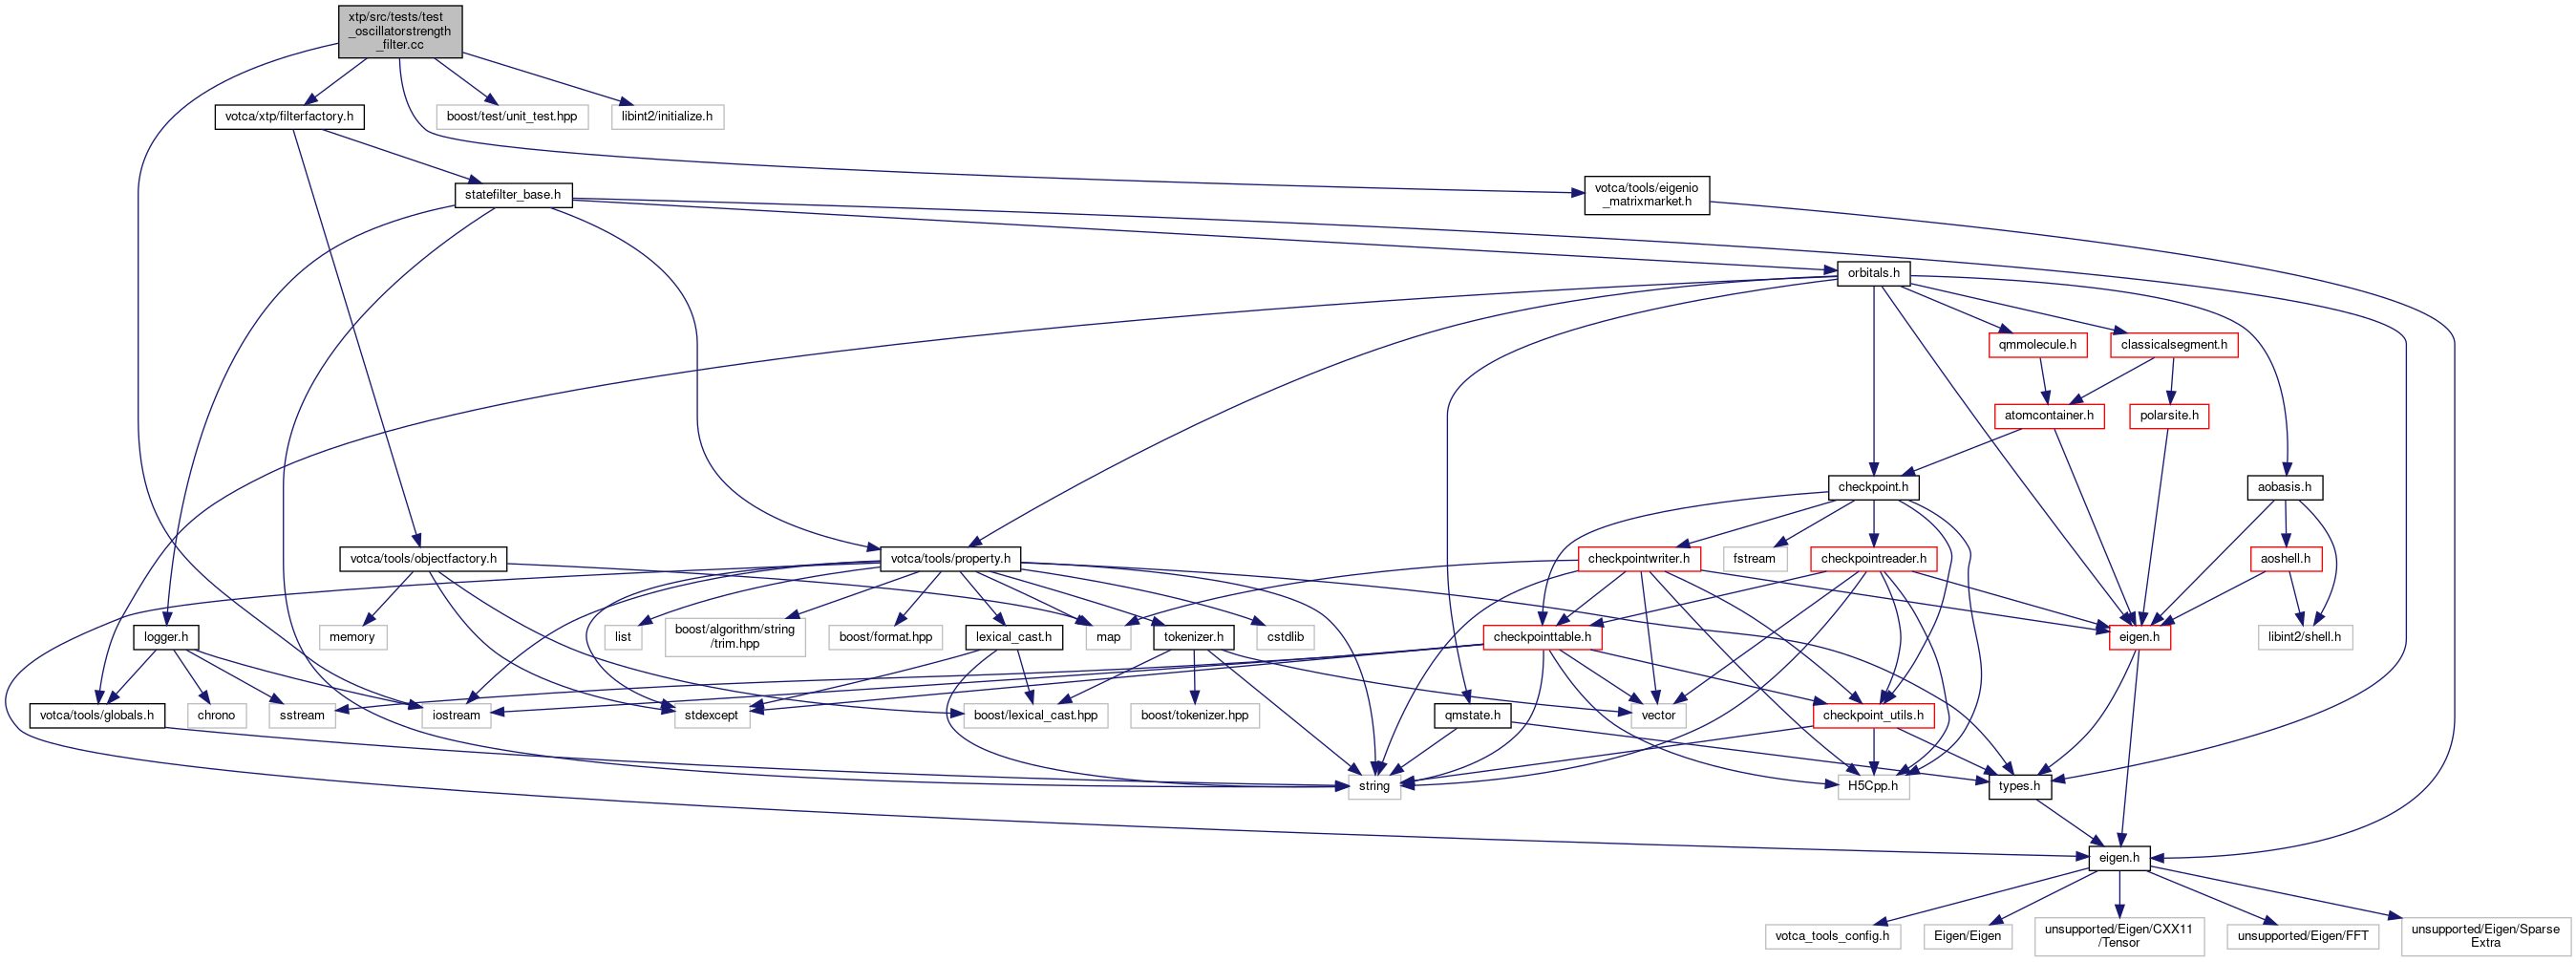 xtp/src/tests/test
_oscillatorstrength
_filter.cc
votca/xtp/filterfactory.h
boost/test/unit_test.hpp
libint2/initialize.h
statefilter_base.h
votca/tools/eigenio
_matrixmarket.h
orbitals.h
qmmolecule.h
classicalsegment.h
atomcontainer.h
polarsite.h
checkpoint.h
aobasis.h
votca/tools/objectfactory.h
votca/tools/property.h
checkpointwriter.h
fstream
checkpointreader.h
aoshell.h
logger.h
memory
list
boost/algorithm/string
/trim.hpp
boost/format.hpp
lexical_cast.h
map
tokenizer.h
cstdlib
checkpointtable.h
eigen.h
libint2/shell.h
votca/tools/globals.h
chrono
sstream
iostream
stdexcept
boost/lexical_cast.hpp
boost/tokenizer.hpp
qmstate.h
vector
checkpoint_utils.h
string
H5Cpp.h
types.h
eigen.h
votca_tools_config.h
Eigen/Eigen
unsupported/Eigen/CXX11
/Tensor
unsupported/Eigen/FFT
unsupported/Eigen/Sparse
Extra